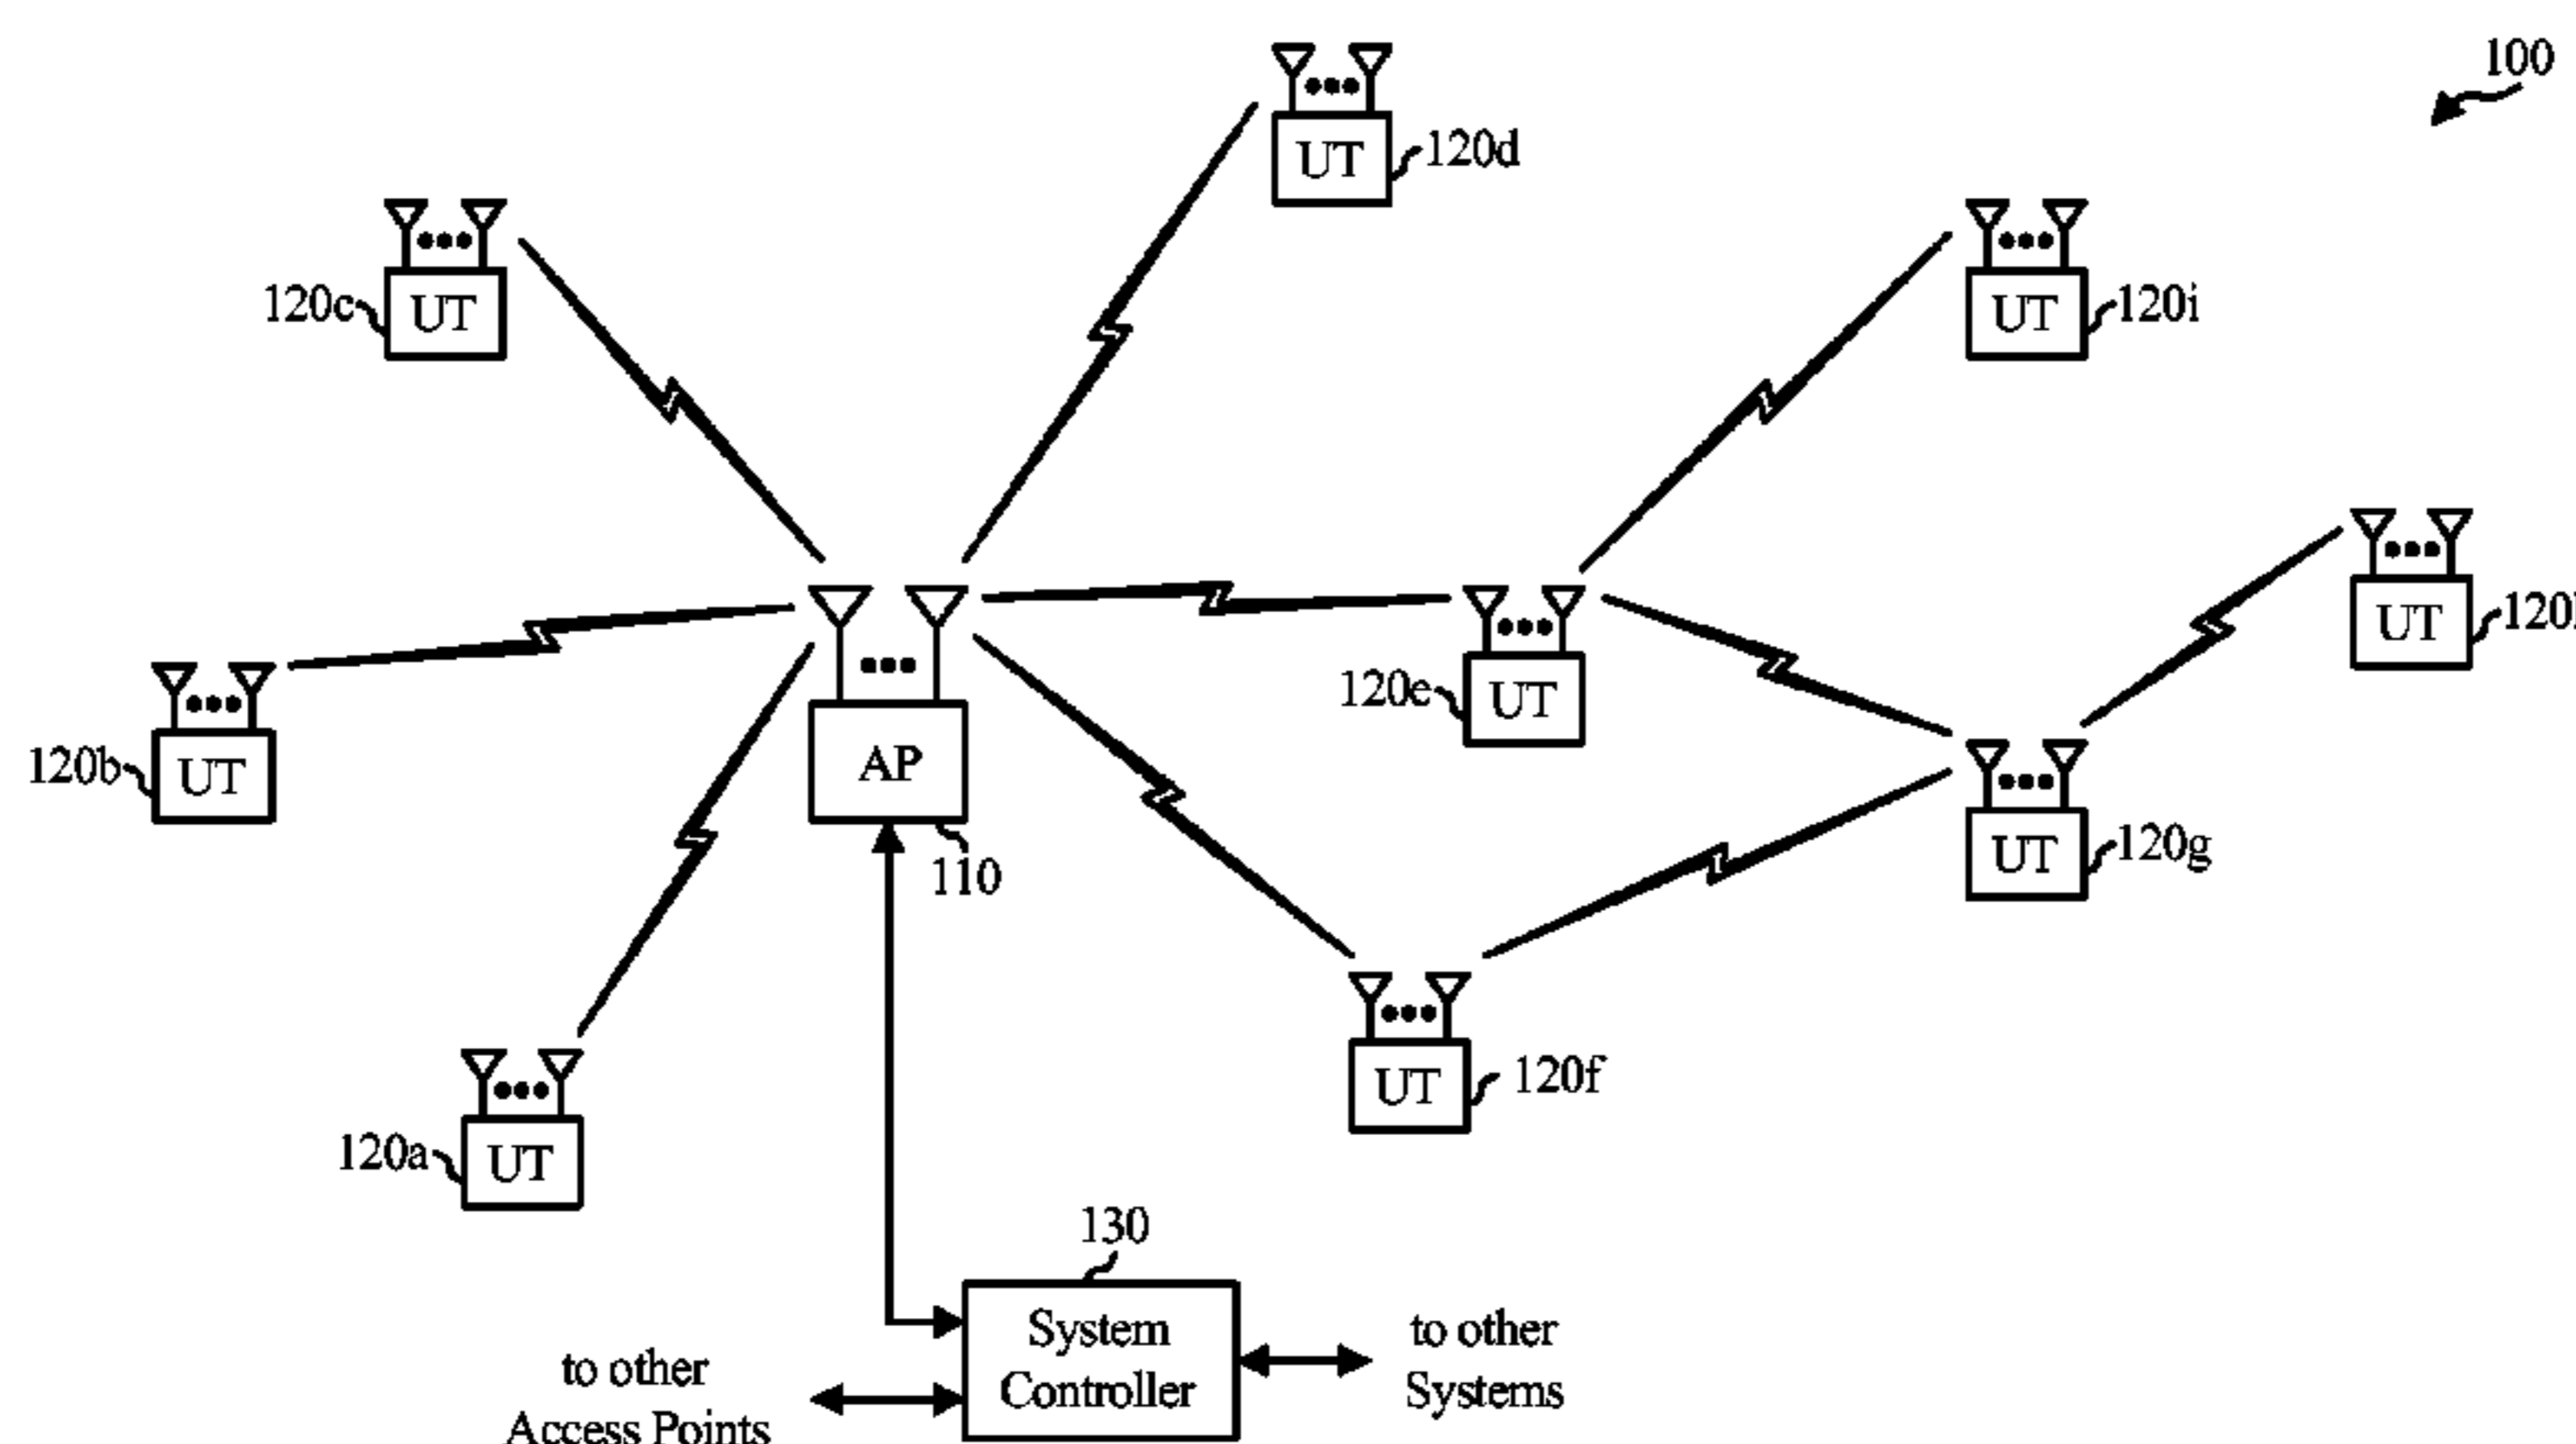 100
UT
120d
120c
UT
UT
120i
UT
120e
UT
120b
UT
AP
110
UT
120g
UT
120f
120a
UT
130
System
Controller
to other
Access Points
to other
Systems